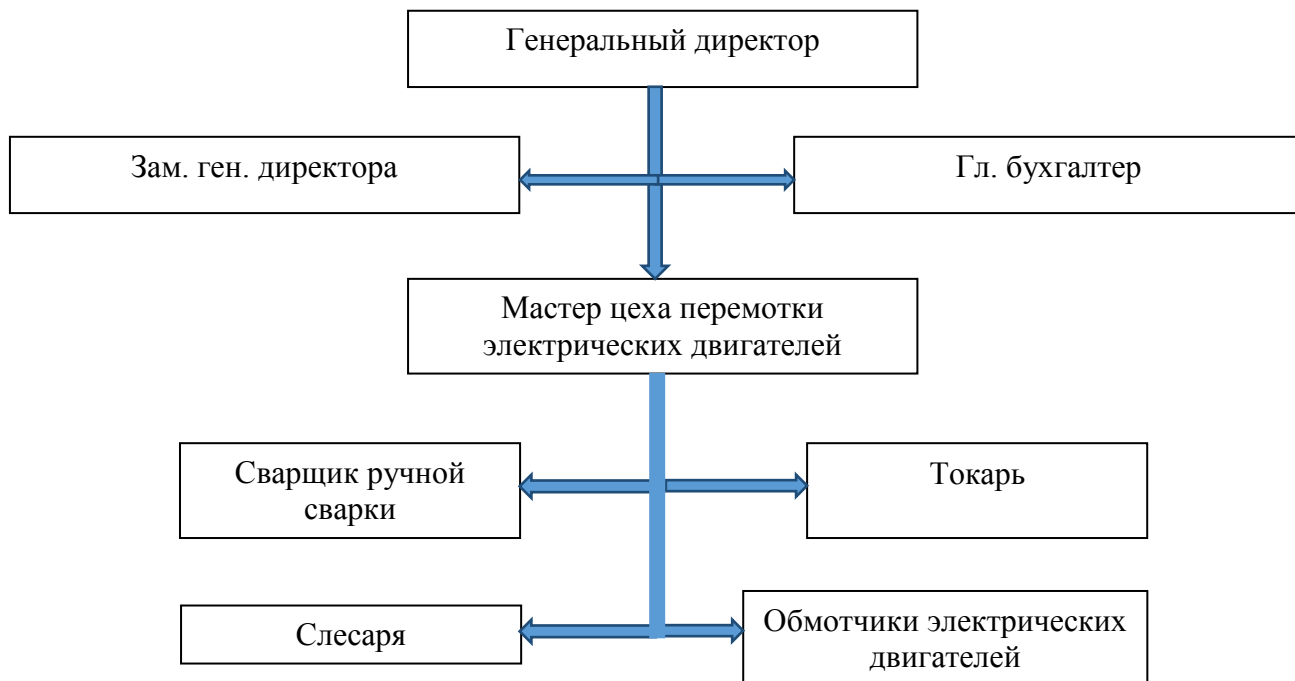 Генеральный директор
Зам. ген. директора
Гл. бухгалтер
Мастер цеха перемотки
электрических двигателей
Сварщик ручной
сварки
Токарь
Слесаря
Обмотчики электрических
двигателей